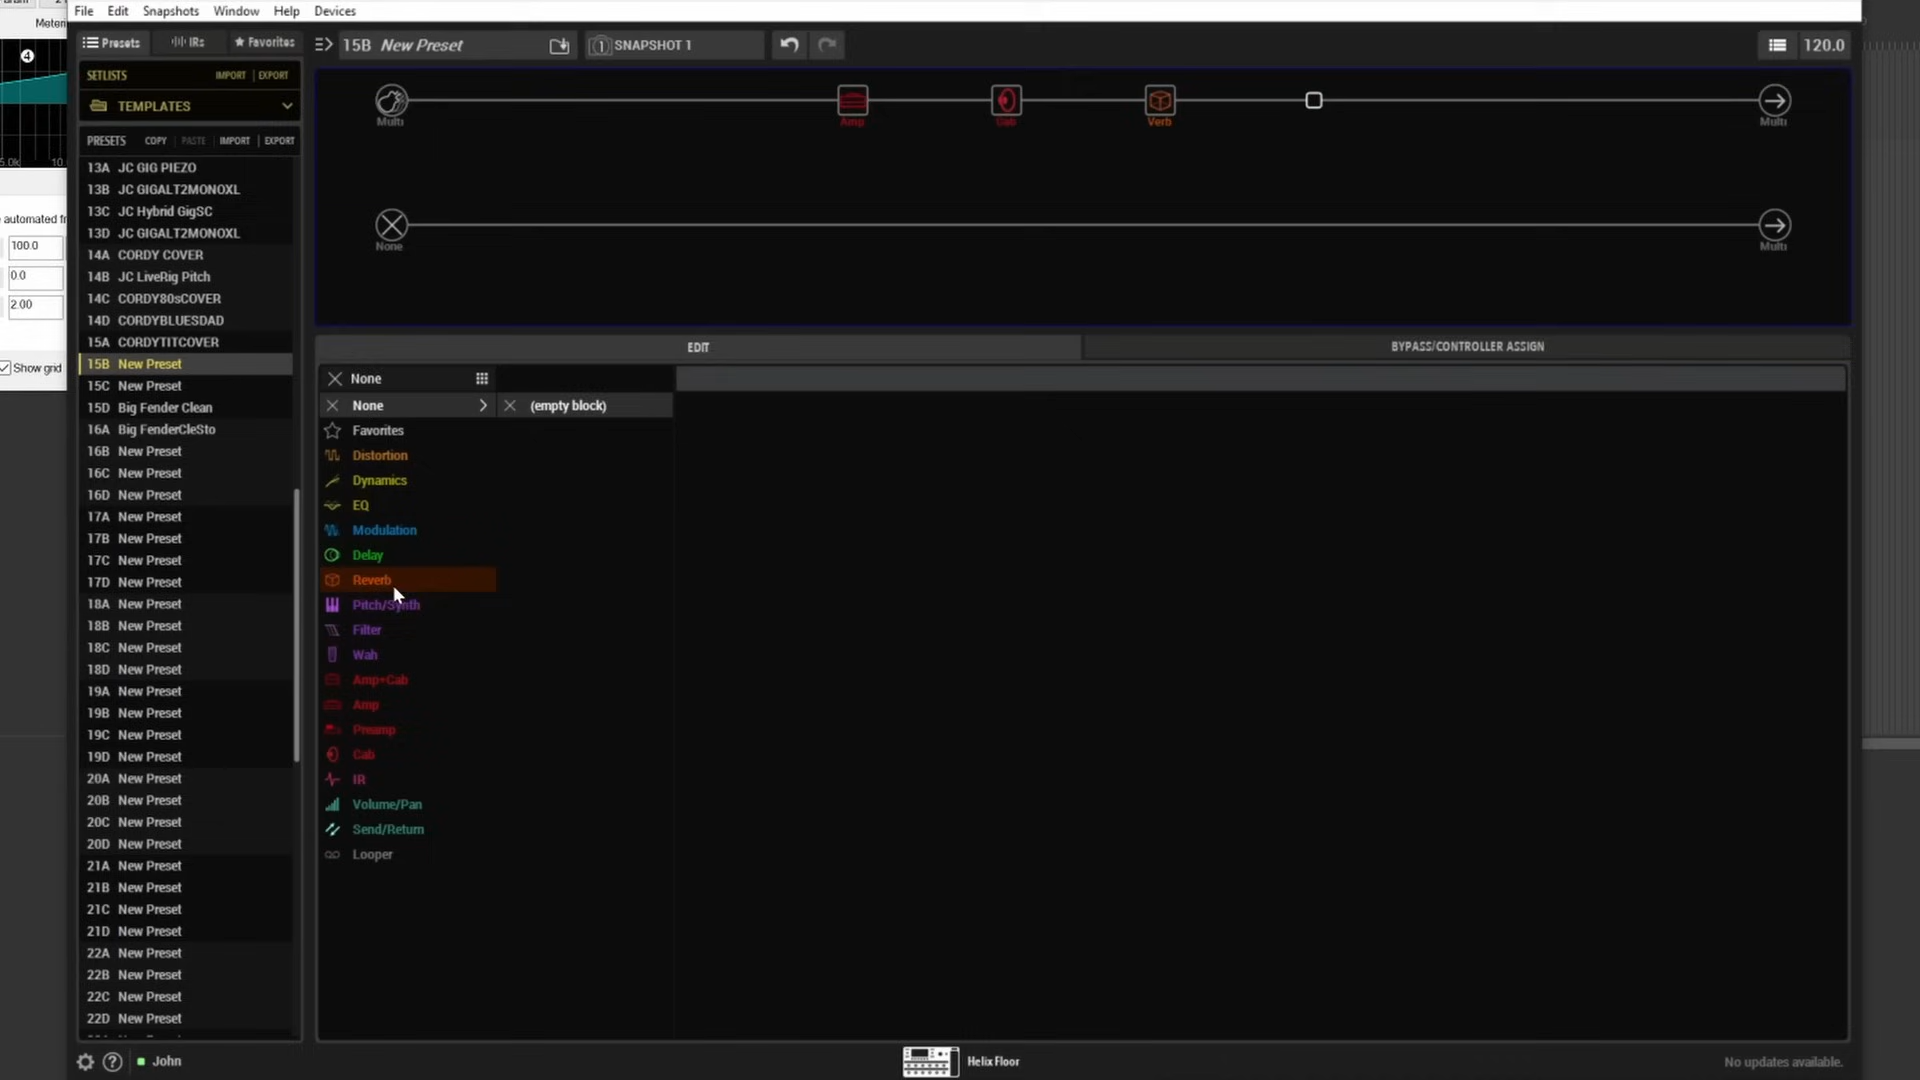 File Edit Snapshots Window Help Devices
Meteri
Presets IRs Favorites
15B New Preset
1 SNAPSHOT 1
120.0
4
SETLISTS IMPORT | EXPORT
TEMPLATES
PRESETS COPY | PASTE | IMPORT | EXPORT
Multi Amp Cab Verb Multi
None Multi
5.0k 10.
13A JC GIG PIEZO
13B JC GIGALT2MONOXL
13C JC Hybrid GigSC
13D JC GIGALT2MONOXL
14A CORDY COVER
14B JC LiveRig Pitch
14C CORDY80sCOVER
14D CORDYBLUESDAD
15A CORDYTITCOVER
15B New Preset
15C New Preset
15D Big Fender Clean
16A Big FenderCleSto
16B New Preset
16C New Preset
16D New Preset
17A New Preset
17B New Preset
17C New Preset
17D New Preset
18A New Preset
18B New Preset
18C New Preset
18D New Preset
19A New Preset
19B New Preset
19C New Preset
19D New Preset
20A New Preset
20B New Preset
20C New Preset
20D New Preset
21A New Preset
21B New Preset
21C New Preset
21D New Preset
22A New Preset
22B New Preset
22C New Preset
22D New Preset
automated fr
100.0
0.0
2.00
Show grid
EDIT BYPASS/CONTROLLER ASSIGN
None
None (empty block)
Favorites
Distortion
Dynamics
EQ
Modulation
Delay
Reverb
Pitch/Synth
Filter
Wah
Amp+Cab
Amp
Preamp
Cab
IR
Volume/Pan
Send/Return
Looper
John
Helix Floor
No updates available.